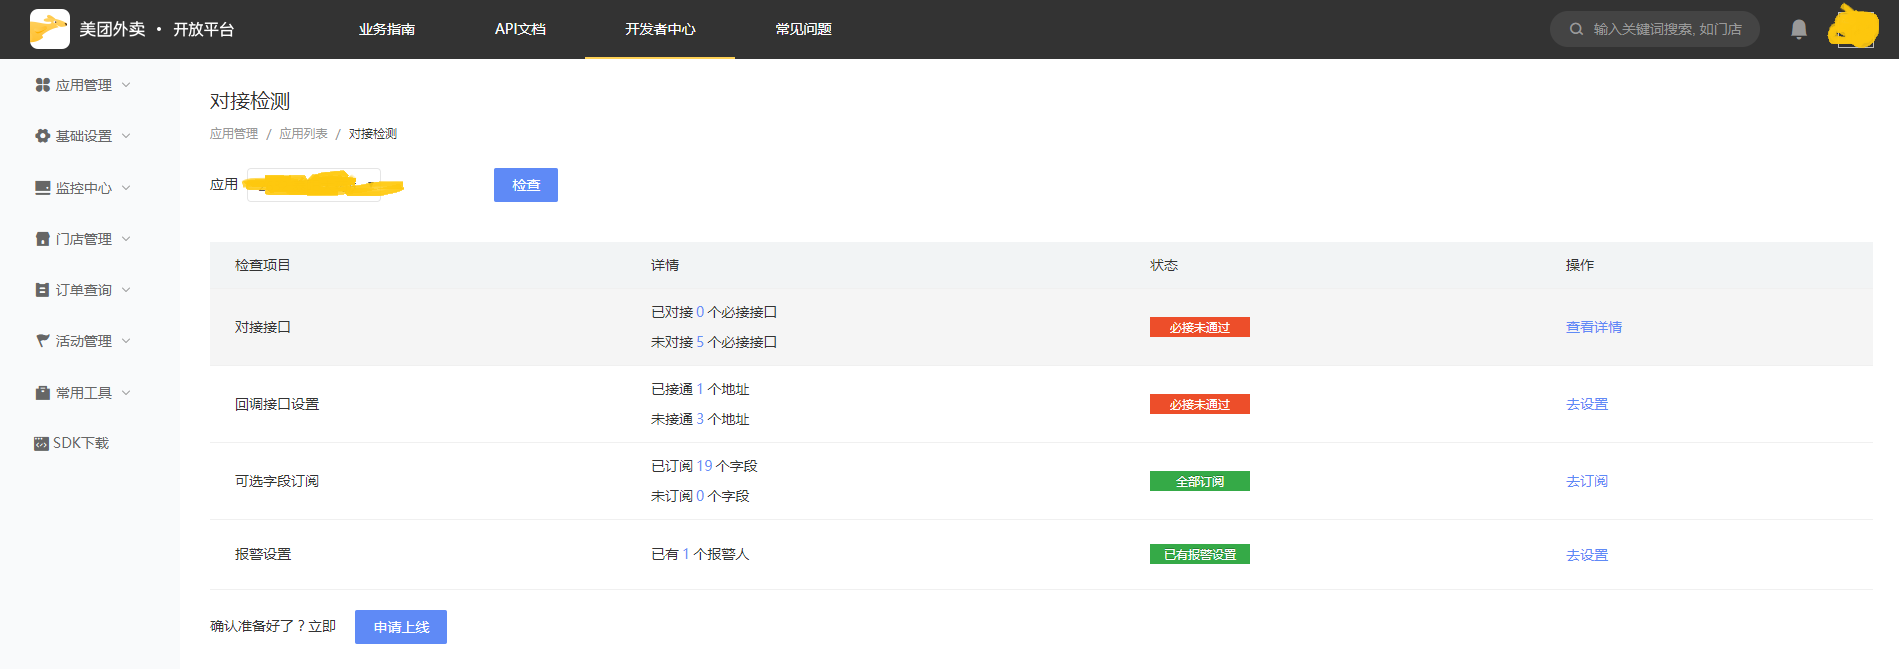 美团外卖 · 开放平台 业务指南 API文档 开发者中心 常见问题 输入关键词搜索, 如门店
应用管理
基础设置
监控中心
门店管理
订单查询
活动管理
常用工具
SDK下载
对接检测
应用管理 / 应用列表 / 对接检测
应用 检查
检查项目 详情 状态 操作
对接接口 已对接 0 个必接接口
未对接 5 个必接接口 必接未通过 查看详情
回调接口设置 已接通 1 个地址
未接通 3 个地址 必接未通过 去设置
可选字段订阅 已订阅 19 个字段
未订阅 0 个字段 全部订阅 去订阅
报警设置 已有 1 个报警人 已有报警设置 去设置
确认准备好了？立即 申请上线